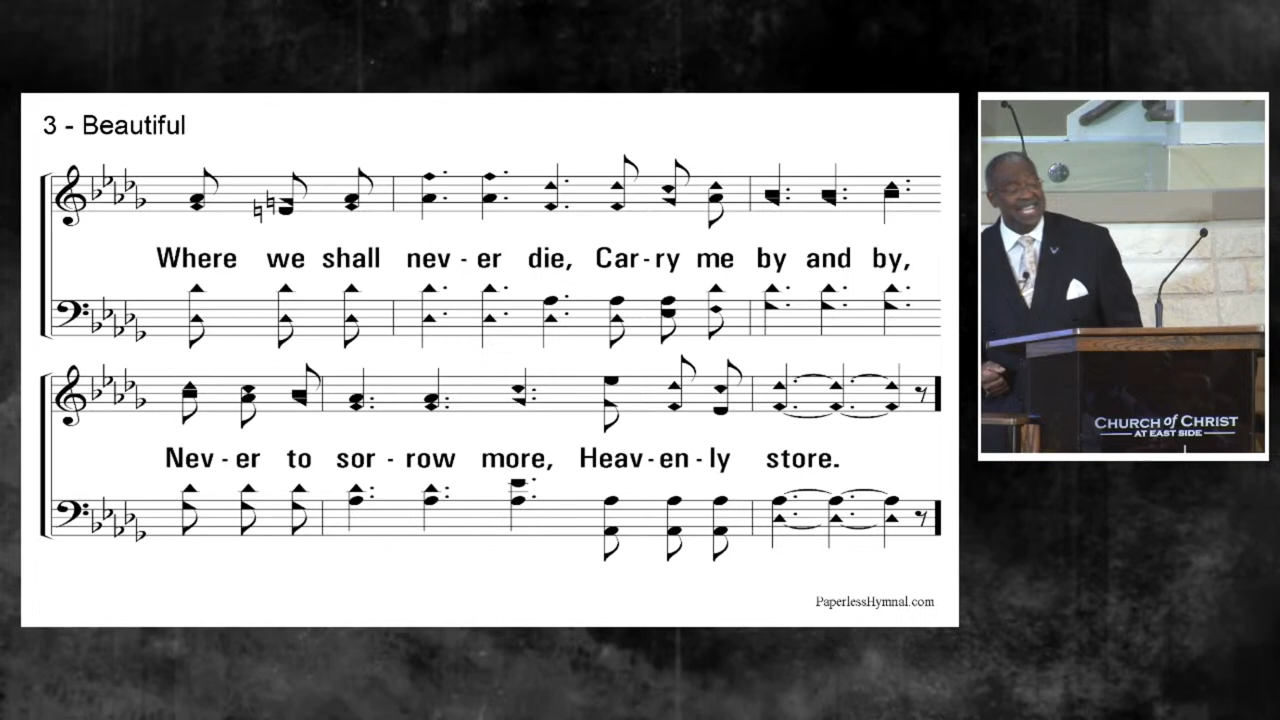 3 - Beautiful
Where we shall nev - er die, Car - ry me by and by,
Nev - er to sor - row more, Heav - en - ly store.
PaperlessHymnal.com
CHURCH of CHRIST
AT EAST SIDE